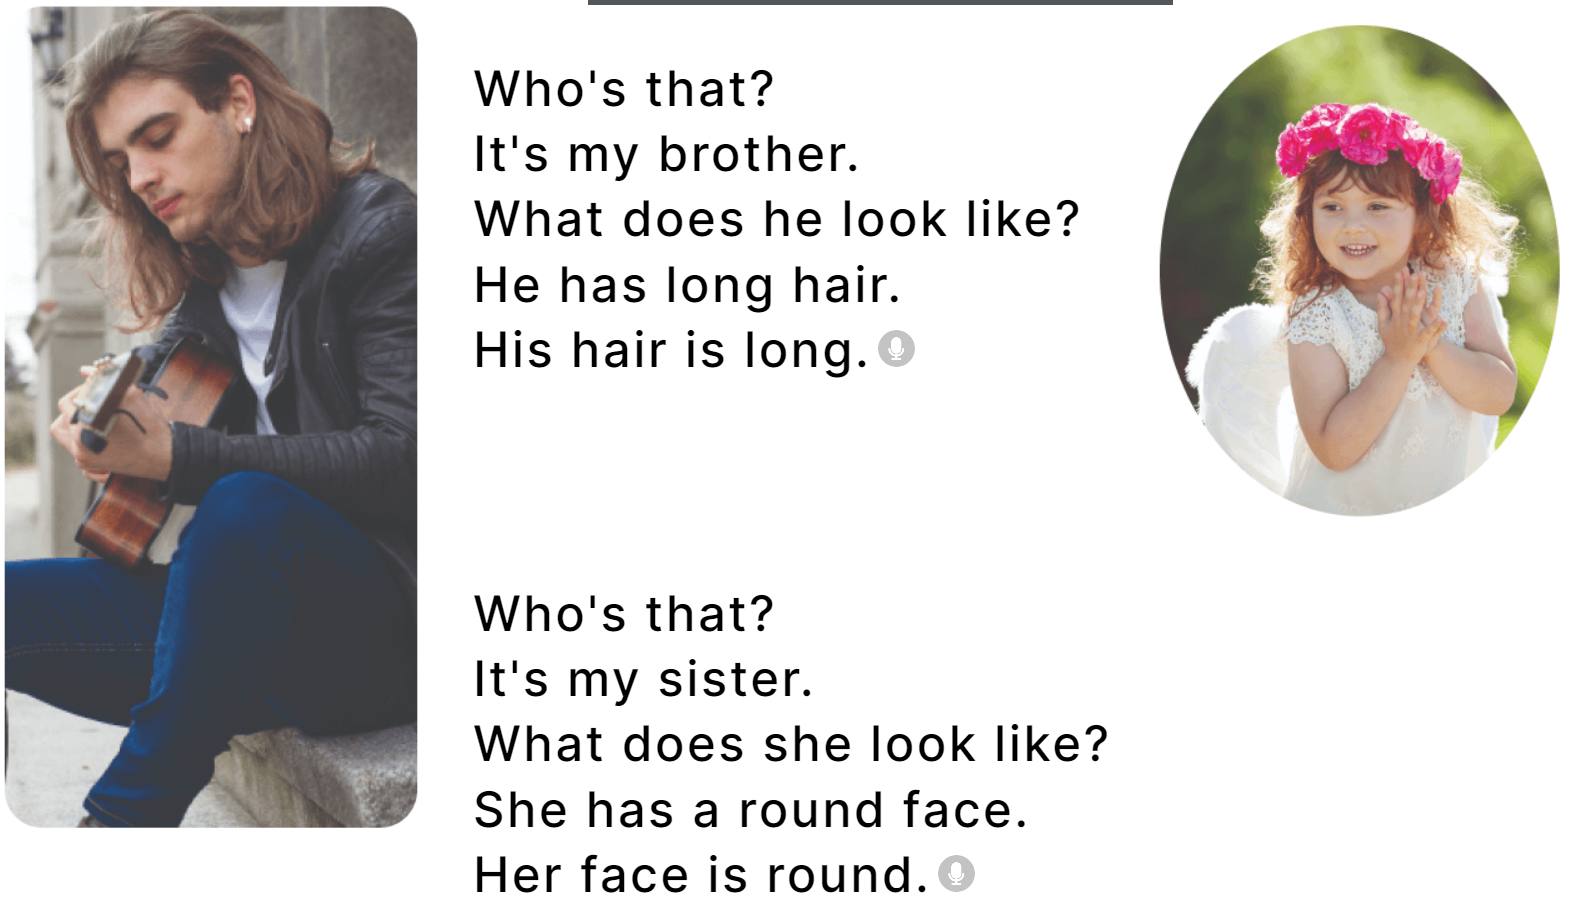 Who's that?
It's my brother.
What does he look like?
He has long hair.
His hair is long.
Who's that?
It's my sister.
What does she look like?
She has a round face.
Her face is round.